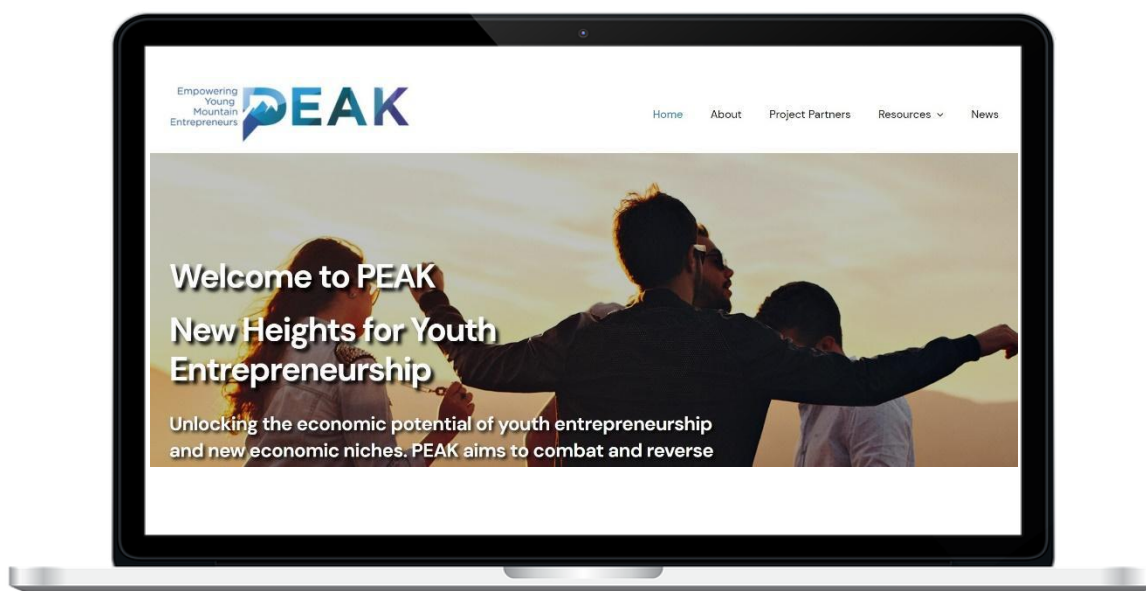 Empowering
Young
Mountain
Entrepreneurs
PEAK
Home About Project Partners Resources News
Welcome to PEAK
New Heights for Youth
Entrepreneurship
Unlocking the economic potential of youth entrepreneurship
and new economic niches. PEAK aims to combat and reverse